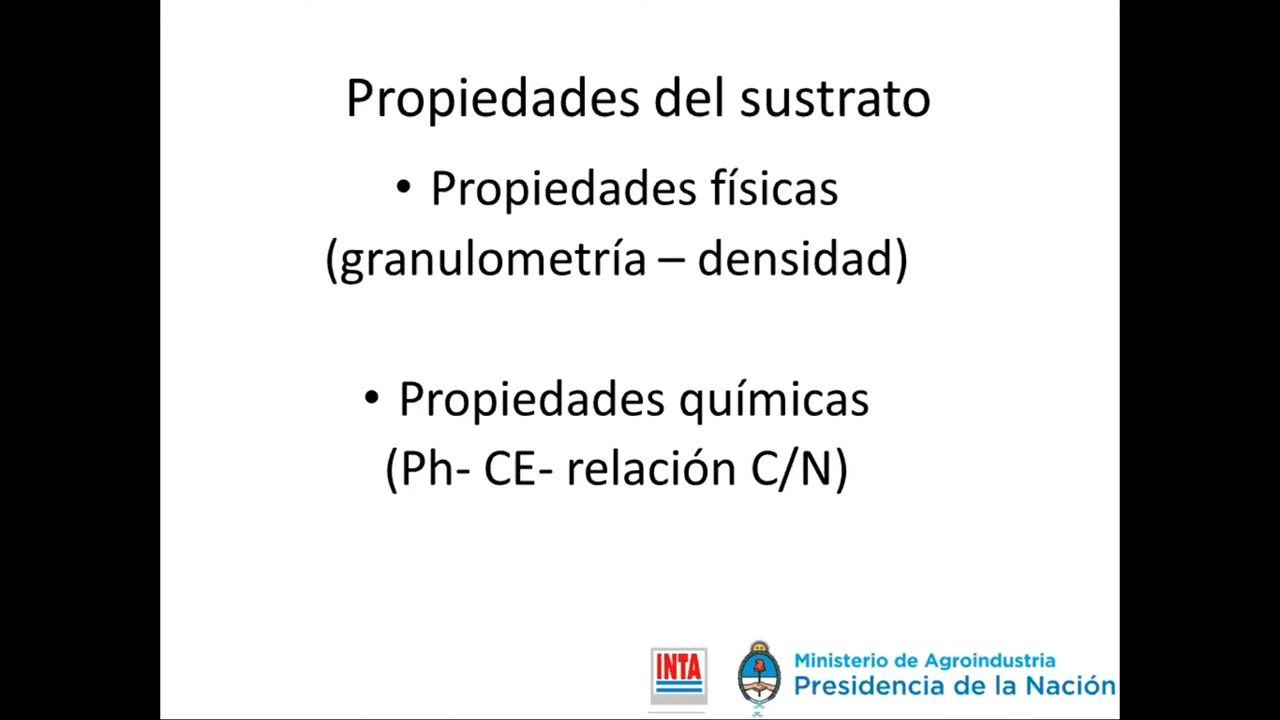 Propiedades del sustrato
• Propiedades físicas
(granulometría – densidad)
• Propiedades químicas
(Ph- CE- relación C/N)
INTA
Ministerio de Agroindustria
Presidencia de la Nación